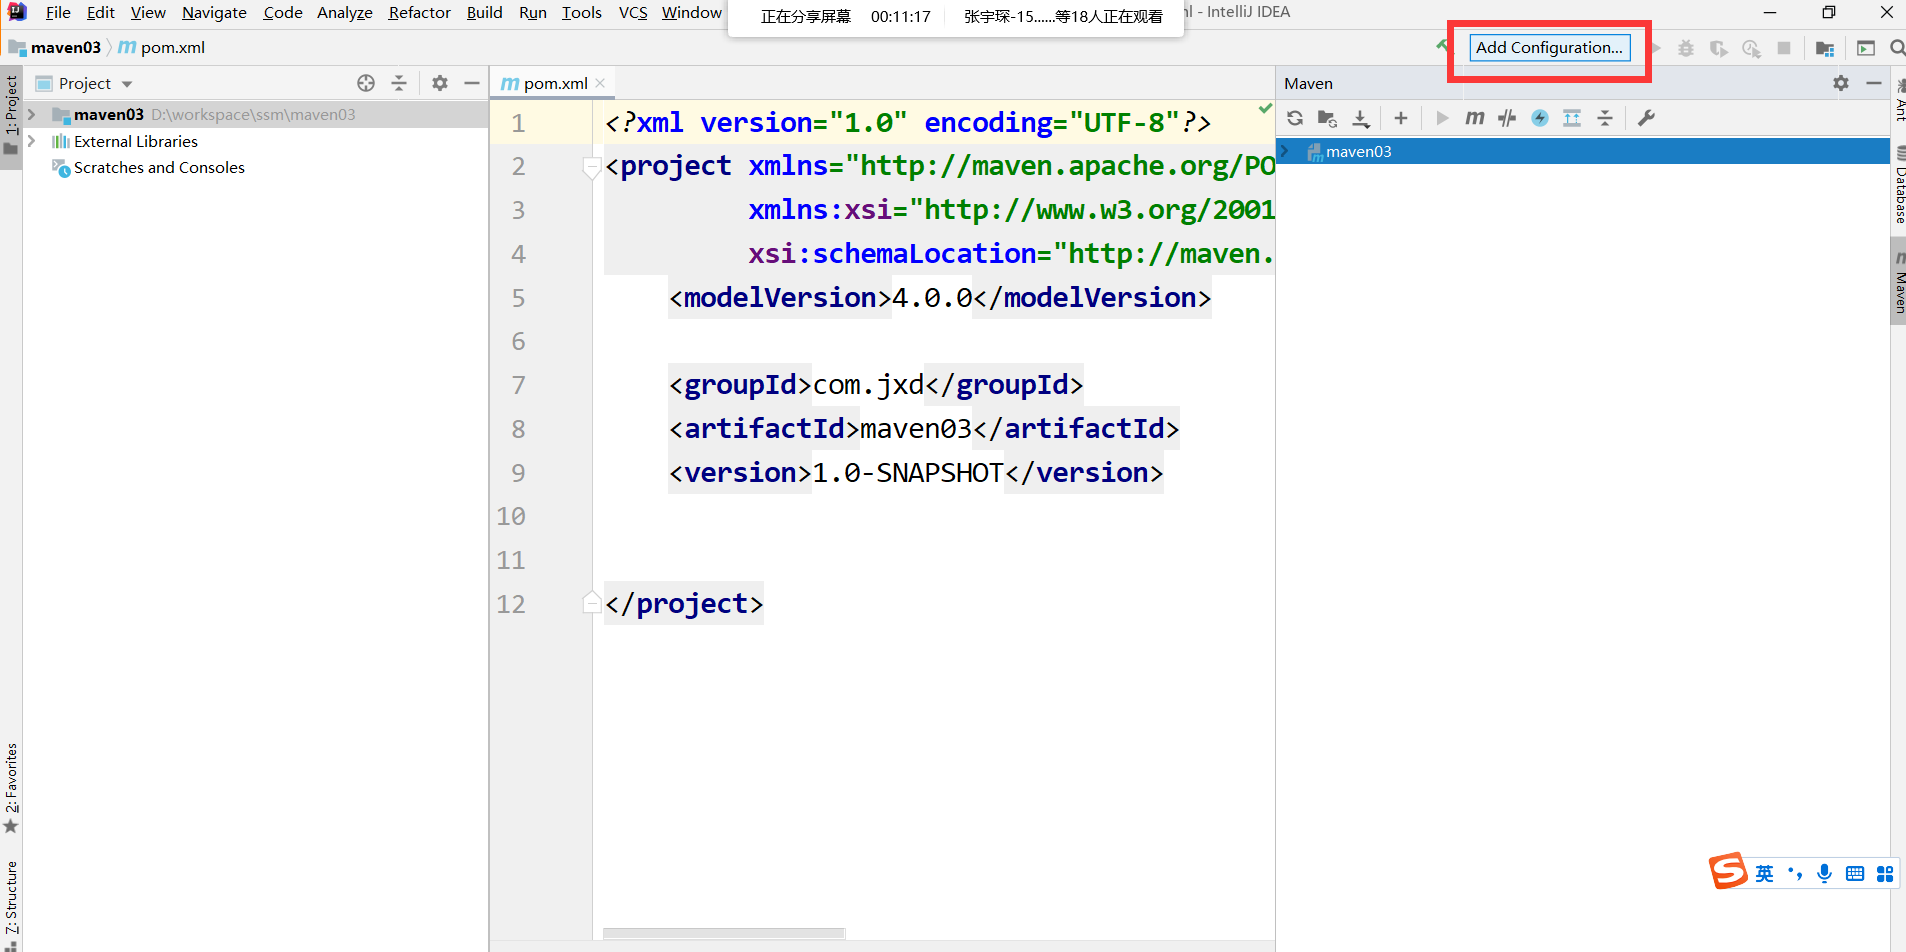 File Edit View Navigate Code Analyze Refactor Build Run Tools VCS Window
正在分享屏幕 00:11:17 张宇琛-15......等18人正在观看
ml - IntelliJ IDEA
maven03 pom.xml
Add Configuration...
1: Project
Project
pom.xml
Maven
maven03 D:\workspace\ssm\maven03
External Libraries
Scratches and Consoles
1 <?xml version="1.0" encoding="UTF-8"?>
2 <project xmlns="http://maven.apache.org/PO
3 xmlns:xsi="http://www.w3.org/2001
4 xsi:schemaLocation="http://maven.
5 <modelVersion>4.0.0</modelVersion>
6
7 <groupId>com.jxd</groupId>
8 <artifactId>maven03</artifactId>
9 <version>1.0-SNAPSHOT</version>
10
11
12 </project>
maven03
Ant
Database
Maven
2: Favorites
7: Structure
英